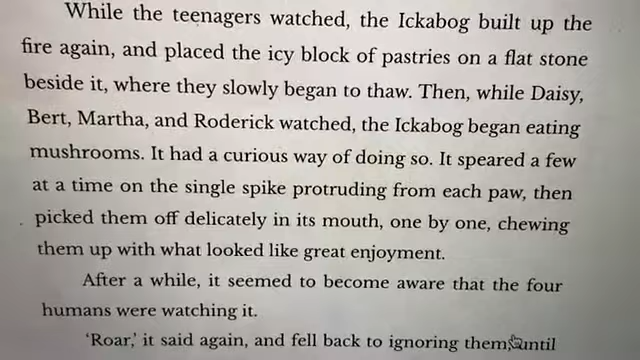 While the teenagers watched, the Ickabog built up the
fire again, and placed the icy block of pastries on a flat stone
beside it, where they slowly began to thaw. Then, while Daisy,
Bert, Martha, and Roderick watched, the Ickabog began eating
mushrooms. It had a curious way of doing so. It speared a few
at a time on the single spike protruding from each paw, then
picked them off delicately in its mouth, one by one, chewing
them up with what looked like great enjoyment.
After a while, it seemed to become aware that the four
humans were watching it.
‘Roar,’ it said again, and fell back to ignoring them until